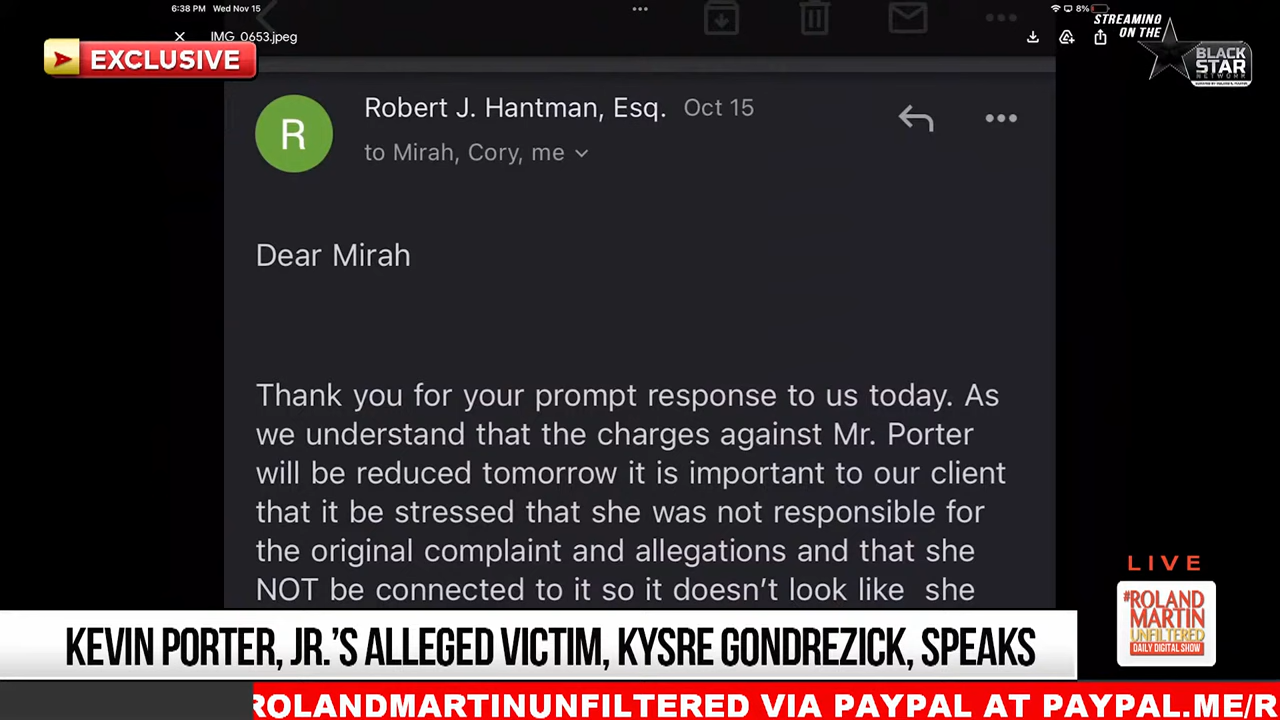 6:38 PM Wed Nov 15
8%
IMG_0653.jpeg
STREAMING
ON THE
BLACK
STAR
NETWORK
EXCLUSIVE
Robert J. Hantman, Esq. Oct 15
R
to Mirah, Cory, me
Dear Mirah
Thank you for your prompt response to us today. As
we understand that the charges against Mr. Porter
will be reduced tomorrow it is important to our client
that it be stressed that she was not responsible for
the original complaint and allegations and that she
NOT be connected to it so it doesn't look like she
LIVE
#ROLAND
MARTIN
UNFILTERED
DAILY DIGITAL SHOW
KEVIN PORTER, JR.'S ALLEGED VICTIM, KYSRE GONDREZICK, SPEAKS
ROLANDMARTINUNFILTERED VIA PAYPAL AT PAYPAL.ME/R